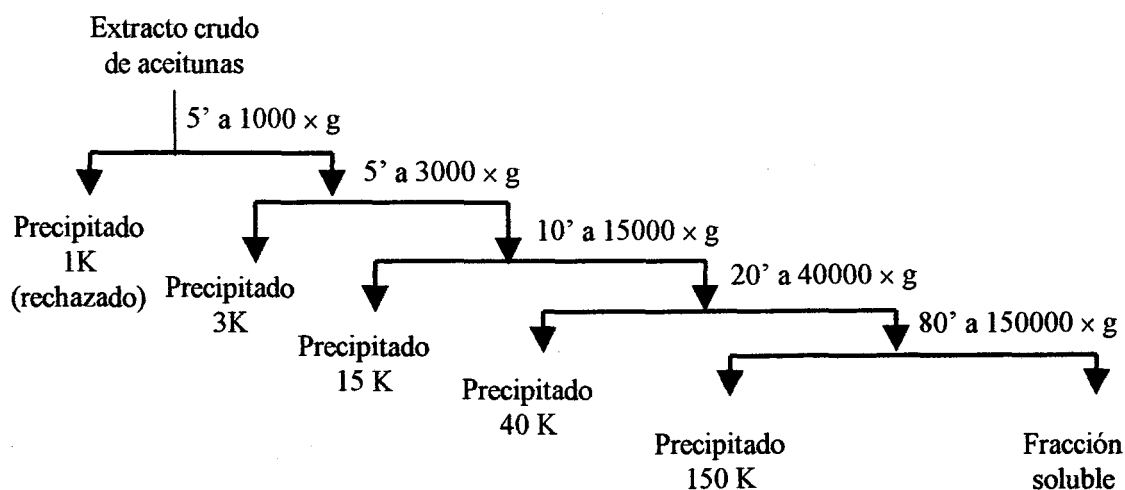 Extracto crudo
de aceitunas
5’ a 1000 × g
5’ a 3000 × g
Precipitado
1K
(rechazado)
10’ a 15000 × g
Precipitado
3K
20’ a 40000 × g
Precipitado
15 K
80’ a 150000 × g
Precipitado
40 K
Precipitado
150 K
Fracción
soluble